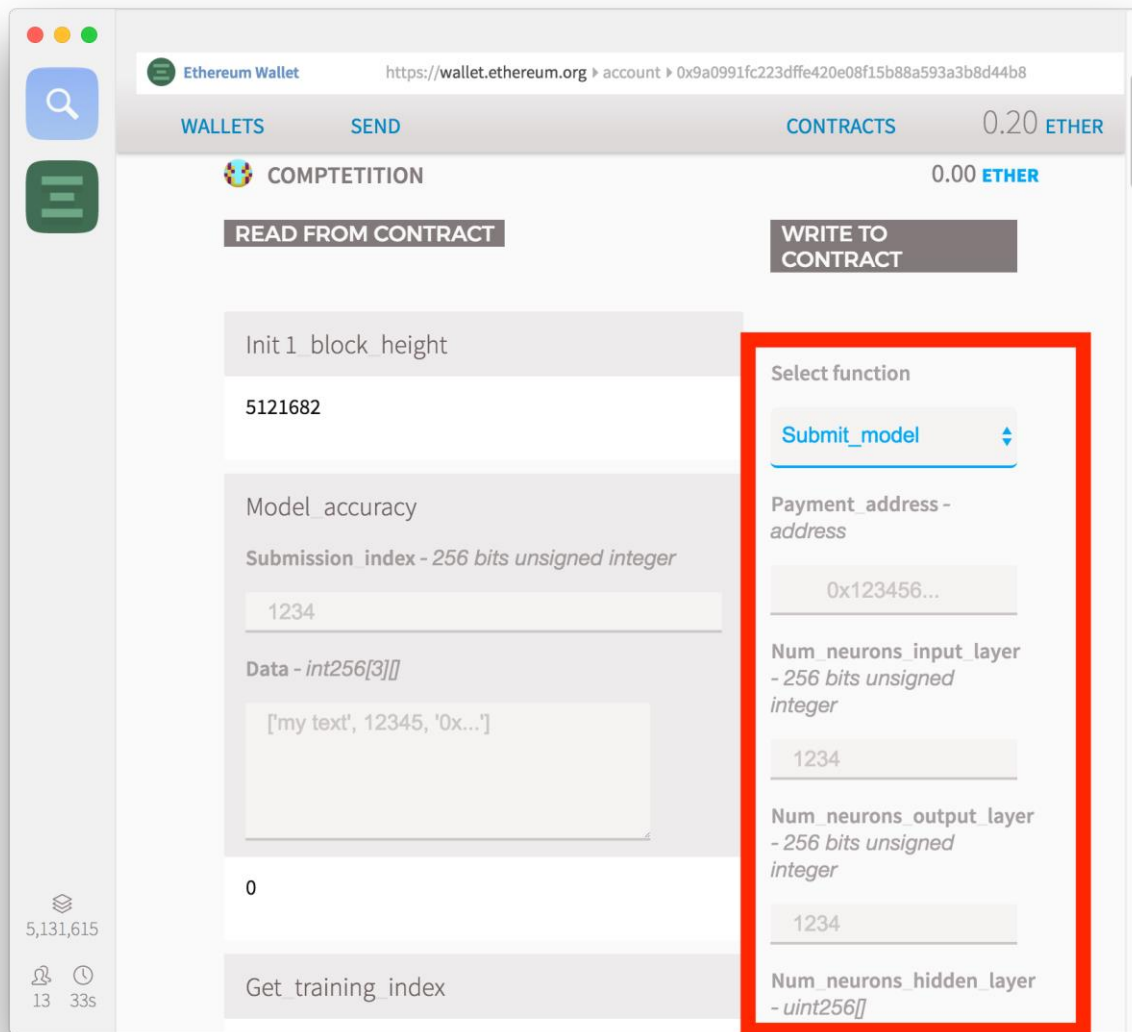 Ethereum Wallet
https://wallet.ethereum.org ▸ account ▸ 0x9a0991fc223dffe420e08f15b88a593a3b8d44b8
WALLETS
SEND
CONTRACTS
0.20 ETHER
COMPTETITION
0.00 ETHER
READ FROM CONTRACT
Init 1_block_height
5121682
Model_accuracy
Submission_index - 256 bits unsigned integer
1234
Data - int256[3][]
['my text', 12345, '0x...']
0
Get_training_index
WRITE TO
CONTRACT
Select function
Submit_model
Payment_address -
address
0x123456...
Num_neurons_input_layer
- 256 bits unsigned
integer
1234
Num_neurons_output_layer
- 256 bits unsigned
integer
1234
Num_neurons_hidden_layer
- uint256[]
5,131,615
13
33s